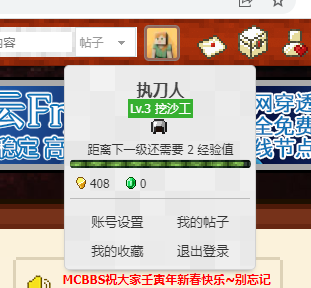 内容
帖子
执刀人
Lv.3 挖沙工
距离下一级还需要 2 经验值
408
0
账号设置
我的帖子
我的收藏
退出登录
云Fr
稳定 高
网穿透
全免费
线节点
MCBBS祝大家壬寅年新春快乐~别忘记